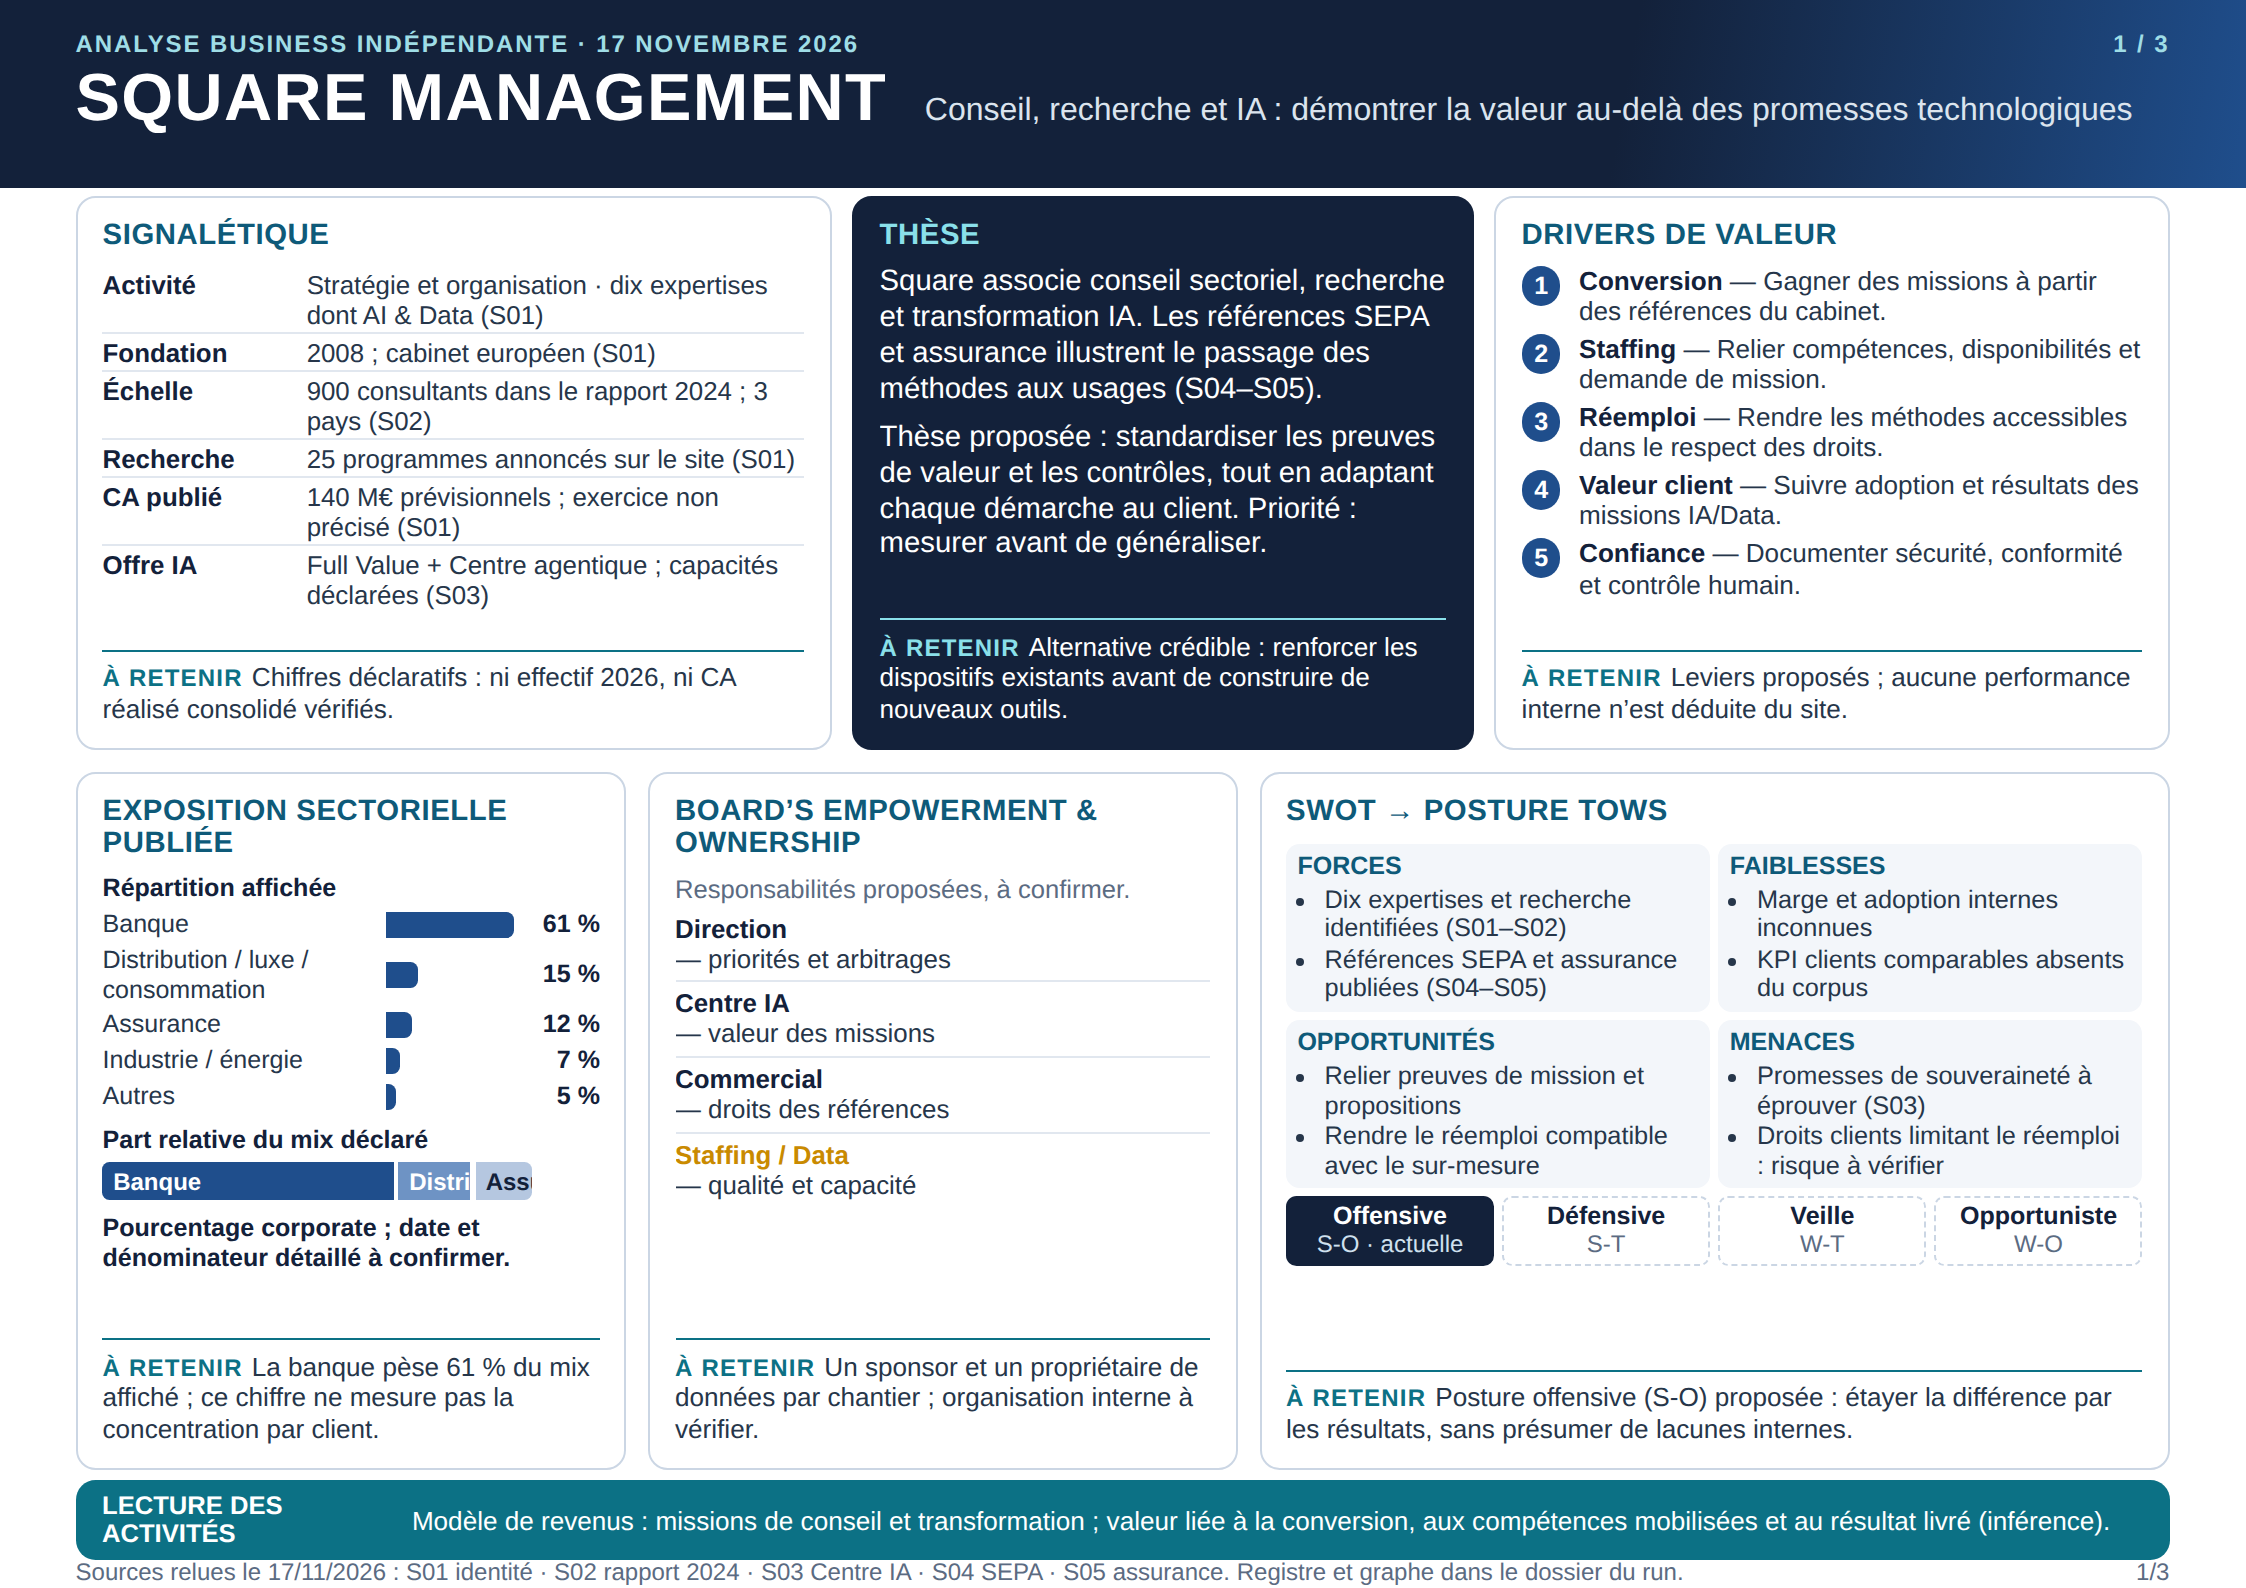 ANALYSE BUSINESS INDÉPENDANTE · 17 NOVEMBRE 2026
1 / 3
SQUARE MANAGEMENT
Conseil, recherche et IA : démontrer la valeur au-delà des promesses technologiques
SIGNALÉTIQUE
Activité
Stratégie et organisation · dix expertises
dont AI & Data (S01)
Fondation
2008 ; cabinet européen (S01)
Échelle
900 consultants dans le rapport 2024 ; 3
pays (S02)
Recherche
25 programmes annoncés sur le site (S01)
CA publié
140 M€ prévisionnels ; exercice non
précisé (S01)
Offre IA
Full Value + Centre agentique ; capacités
déclarées (S03)
À RETENIR Chiffres déclaratifs : ni effectif 2026, ni CA
réalisé consolidé vérifiés.
THÈSE
Square associe conseil sectoriel, recherche
et transformation IA. Les références SEPA
et assurance illustrent le passage des
méthodes aux usages (S04–S05).
Thèse proposée : standardiser les preuves
de valeur et les contrôles, tout en adaptant
chaque démarche au client. Priorité :
mesurer avant de généraliser.
À RETENIR Alternative crédible : renforcer les
dispositifs existants avant de construire de
nouveaux outils.
DRIVERS DE VALEUR
1 Conversion — Gagner des missions à partir
des références du cabinet.
2 Staffing — Relier compétences, disponibilités et
demande de mission.
3 Réemploi — Rendre les méthodes accessibles
dans le respect des droits.
4 Valeur client — Suivre adoption et résultats des
missions IA/Data.
5 Confiance — Documenter sécurité, conformité
et contrôle humain.
À RETENIR Leviers proposés ; aucune performance
interne n’est déduite du site.
EXPOSITION SECTORIELLE
PUBLIÉE
Répartition affichée
Banque 61 %
Distribution / luxe /
consommation
15 %
Assurance 12 %
Industrie / énergie 7 %
Autres 5 %
Part relative du mix déclaré
Banque Distri Ass
Pourcentage corporate ; date et
dénominateur détaillé à confirmer.
À RETENIR La banque pèse 61 % du mix
affiché ; ce chiffre ne mesure pas la
concentration par client.
BOARD’S EMPOWERMENT &
OWNERSHIP
Responsabilités proposées, à confirmer.
Direction
— priorités et arbitrages
Centre IA
— valeur des missions
Commercial
— droits des références
Staffing / Data
— qualité et capacité
À RETENIR Un sponsor et un propriétaire de
données par chantier ; organisation interne à
vérifier.
SWOT → POSTURE TOWS
FORCES
• Dix expertises et recherche
identifiées (S01–S02)
• Références SEPA et assurance
publiées (S04–S05)
FAIBLESSES
• Marge et adoption internes
inconnues
• KPI clients comparables absents
du corpus
OPPORTUNITÉS
• Relier preuves de mission et
propositions
• Rendre le réemploi compatible
avec le sur-mesure
MENACES
• Promesses de souveraineté à
éprouver (S03)
• Droits clients limitant le réemploi
: risque à vérifier
Offensive
S-O · actuelle
Défensive
S-T
Veille
W-T
Opportuniste
W-O
À RETENIR Posture offensive (S-O) proposée : étayer la différence par
les résultats, sans présumer de lacunes internes.
LECTURE DES
ACTIVITÉS
Modèle de revenus : missions de conseil et transformation ; valeur liée à la conversion, aux compétences mobilisées et au résultat livré (inférence).
Sources relues le 17/11/2026 : S01 identité · S02 rapport 2024 · S03 Centre IA · S04 SEPA · S05 assurance. Registre et graphe dans le dossier du run.
1/3